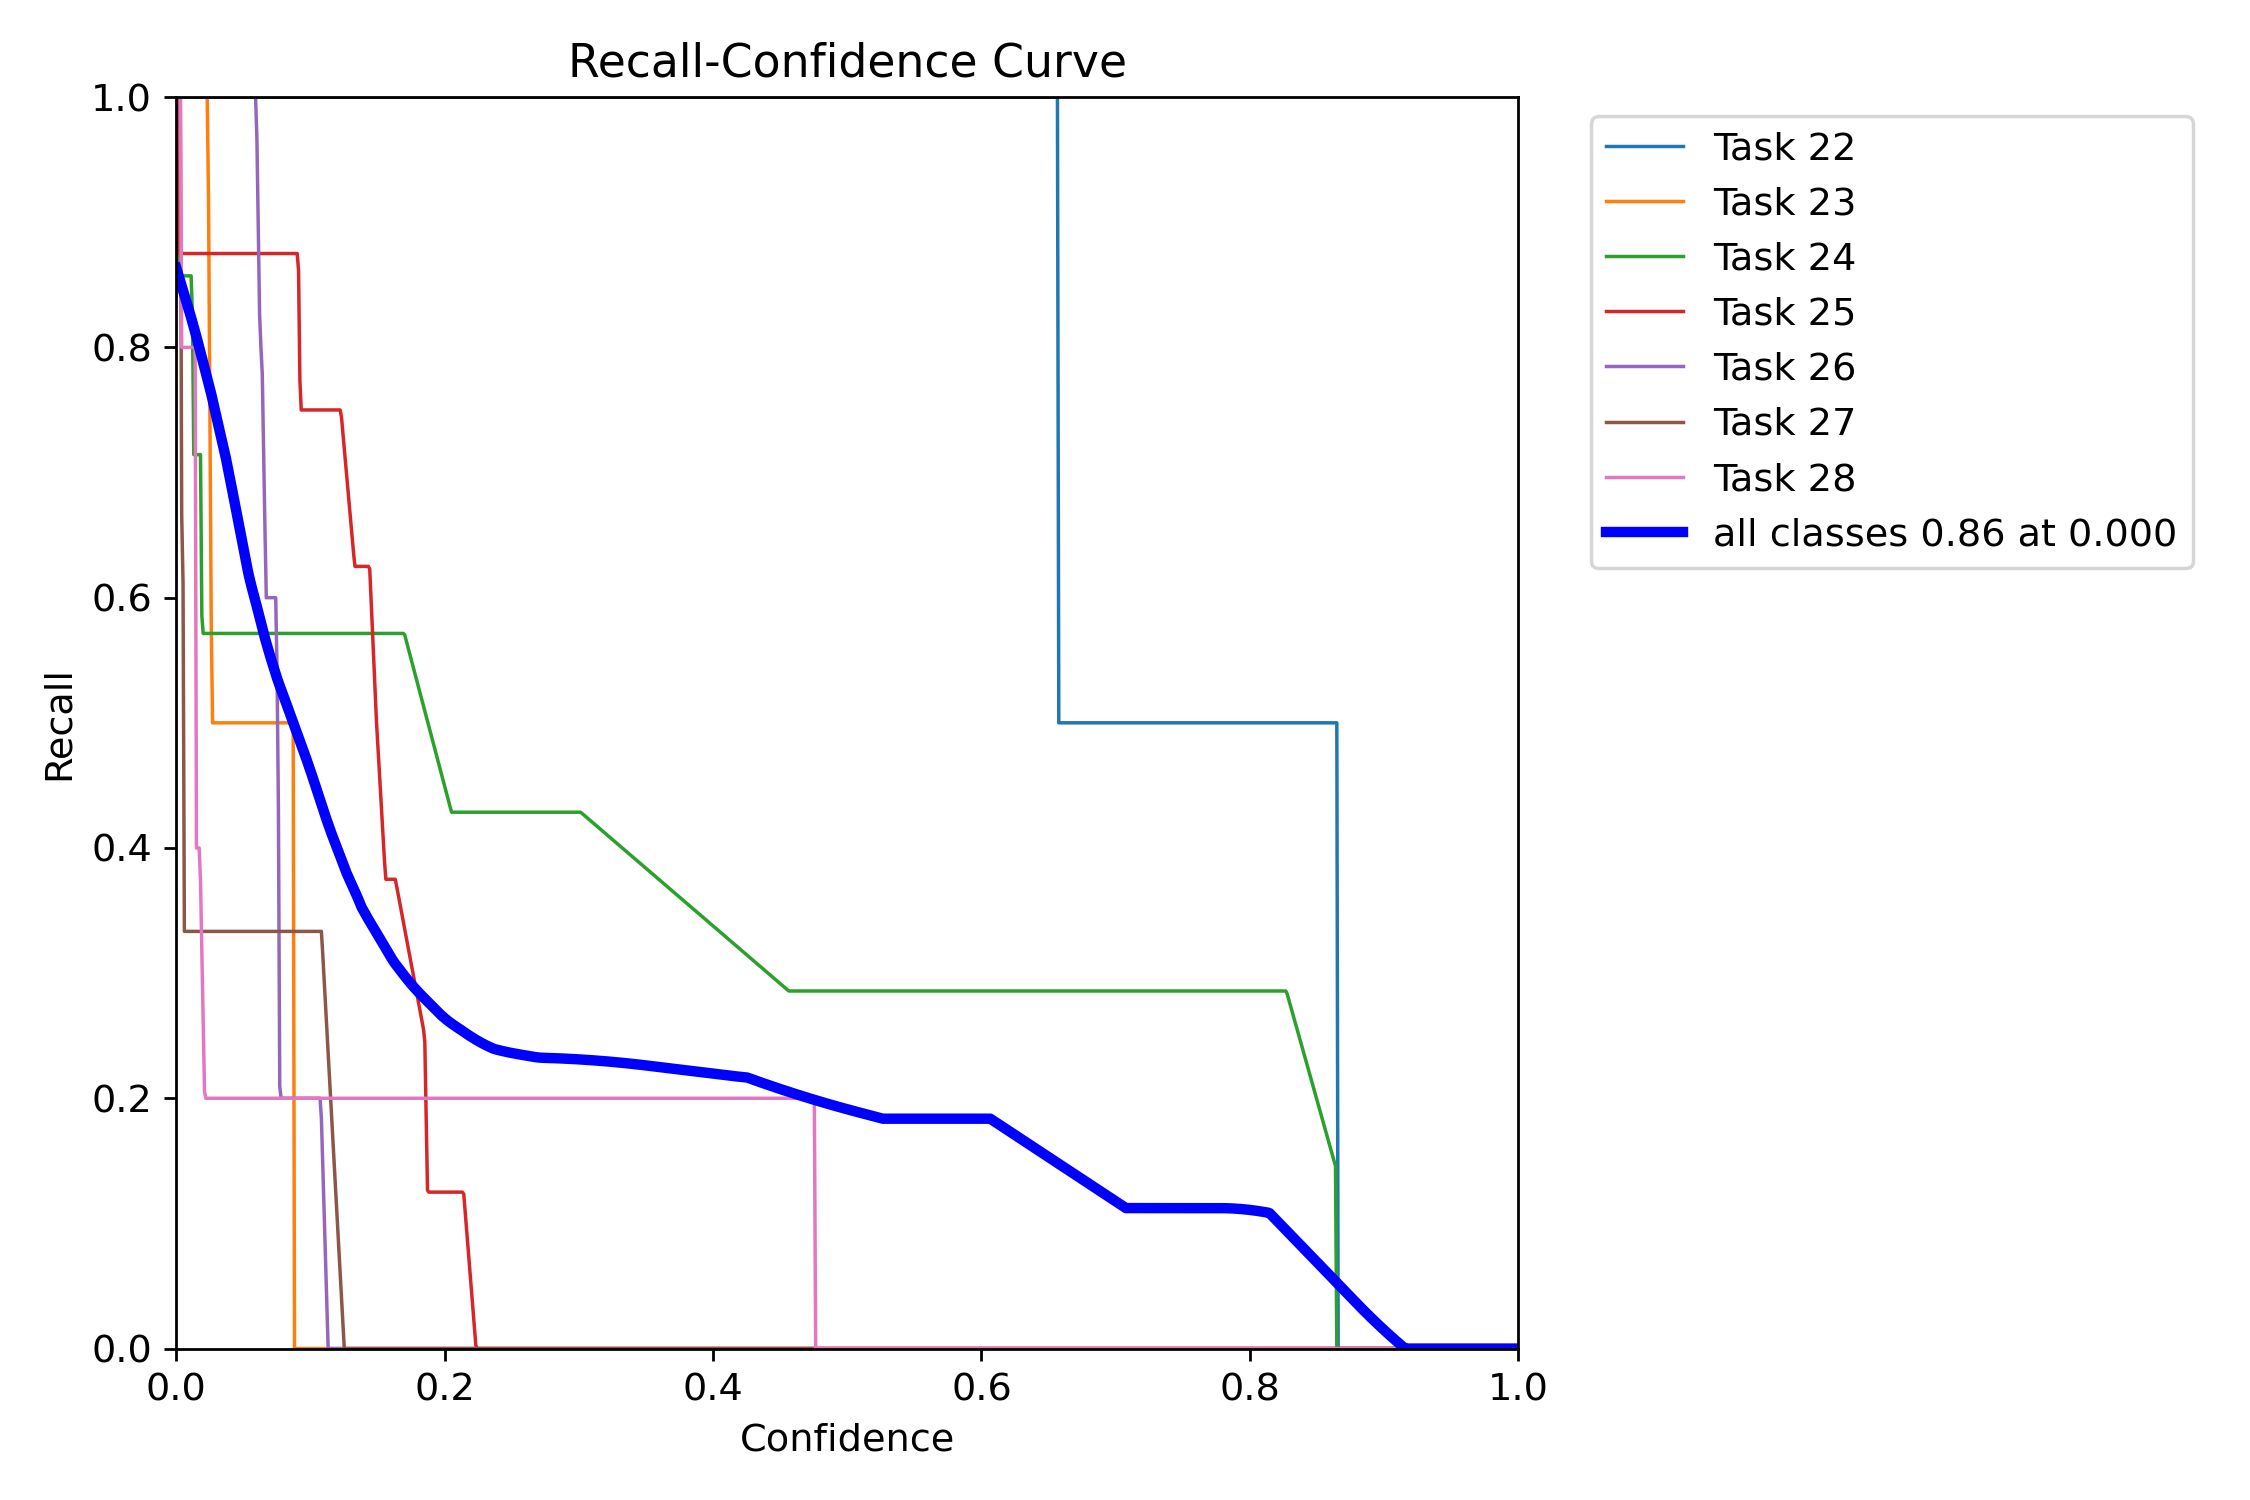 Recall-Confidence Curve
1.0
0.8
0.6
0.4
0.2
0.0
Recall
0.0 0.2 0.4 0.6 0.8 1.0
Confidence
Task 22
Task 23
Task 24
Task 25
Task 26
Task 27
Task 28
all classes 0.86 at 0.000